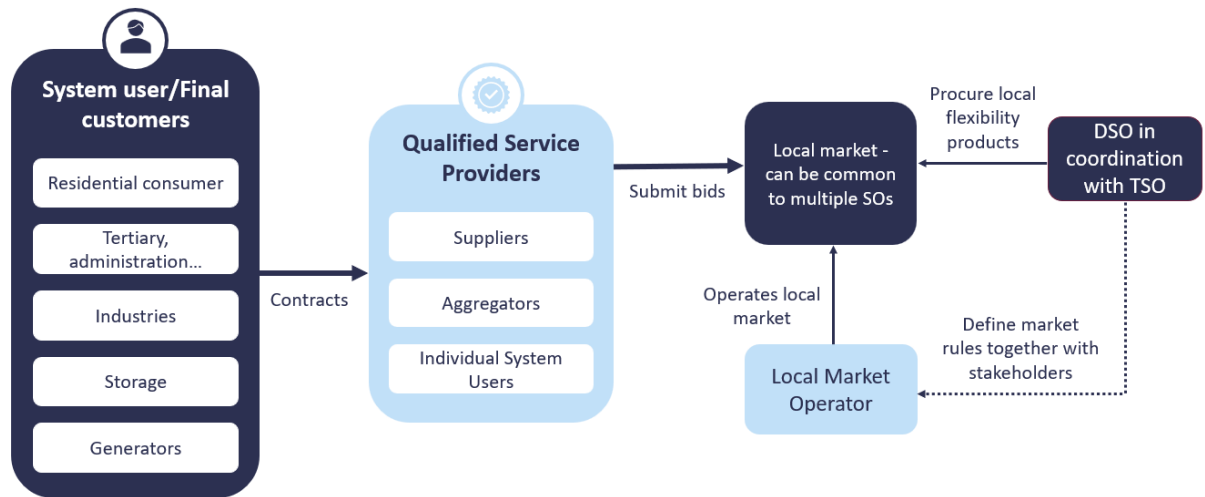 System user/Final
customers
Residential consumer
Tertiary,
administration...
Industries
Storage
Generators
Contracts
Qualified Service
Providers
Suppliers
Aggregators
Individual System
Users
Submit bids
Local market -
can be common
to multiple SOs
Procure local
flexibility
products
DSO in
coordination
with TSO
Operates local
market
Define market
rules together with
stakeholders
Local Market
Operator